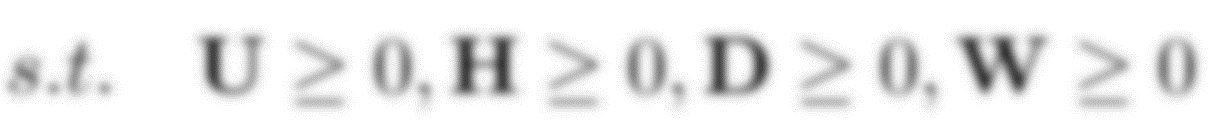 s.t. U ≥ 0, H ≥ 0, D ≥ 0, W ≥ 0